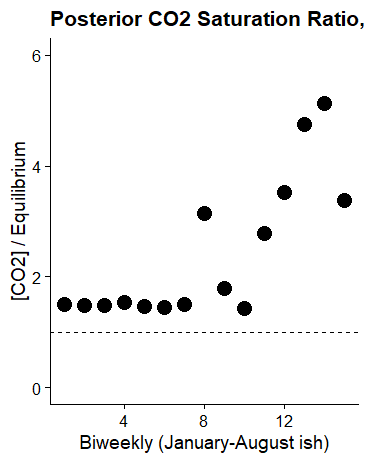 Posterior CO2 Saturation Ratio,
[CO2] / Equilibrium
6
4
2
0
4 8 12
Biweekly (January-August ish)